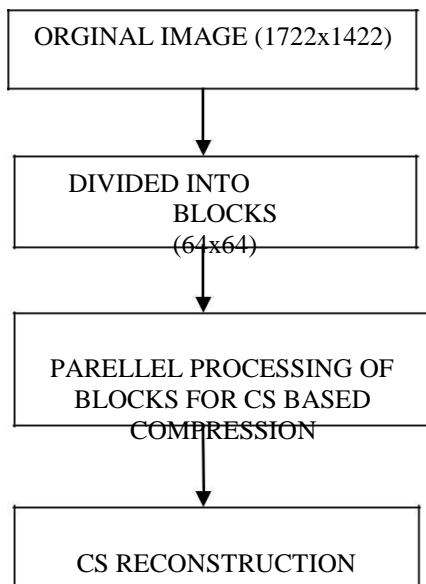 ORGINAL IMAGE (1722x1422)
DIVIDED INTO
BLOCKS
(64x64)
PARELLEL PROCESSING OF
BLOCKS FOR CS BASED
COMPRESSION
CS RECONSTRUCTION